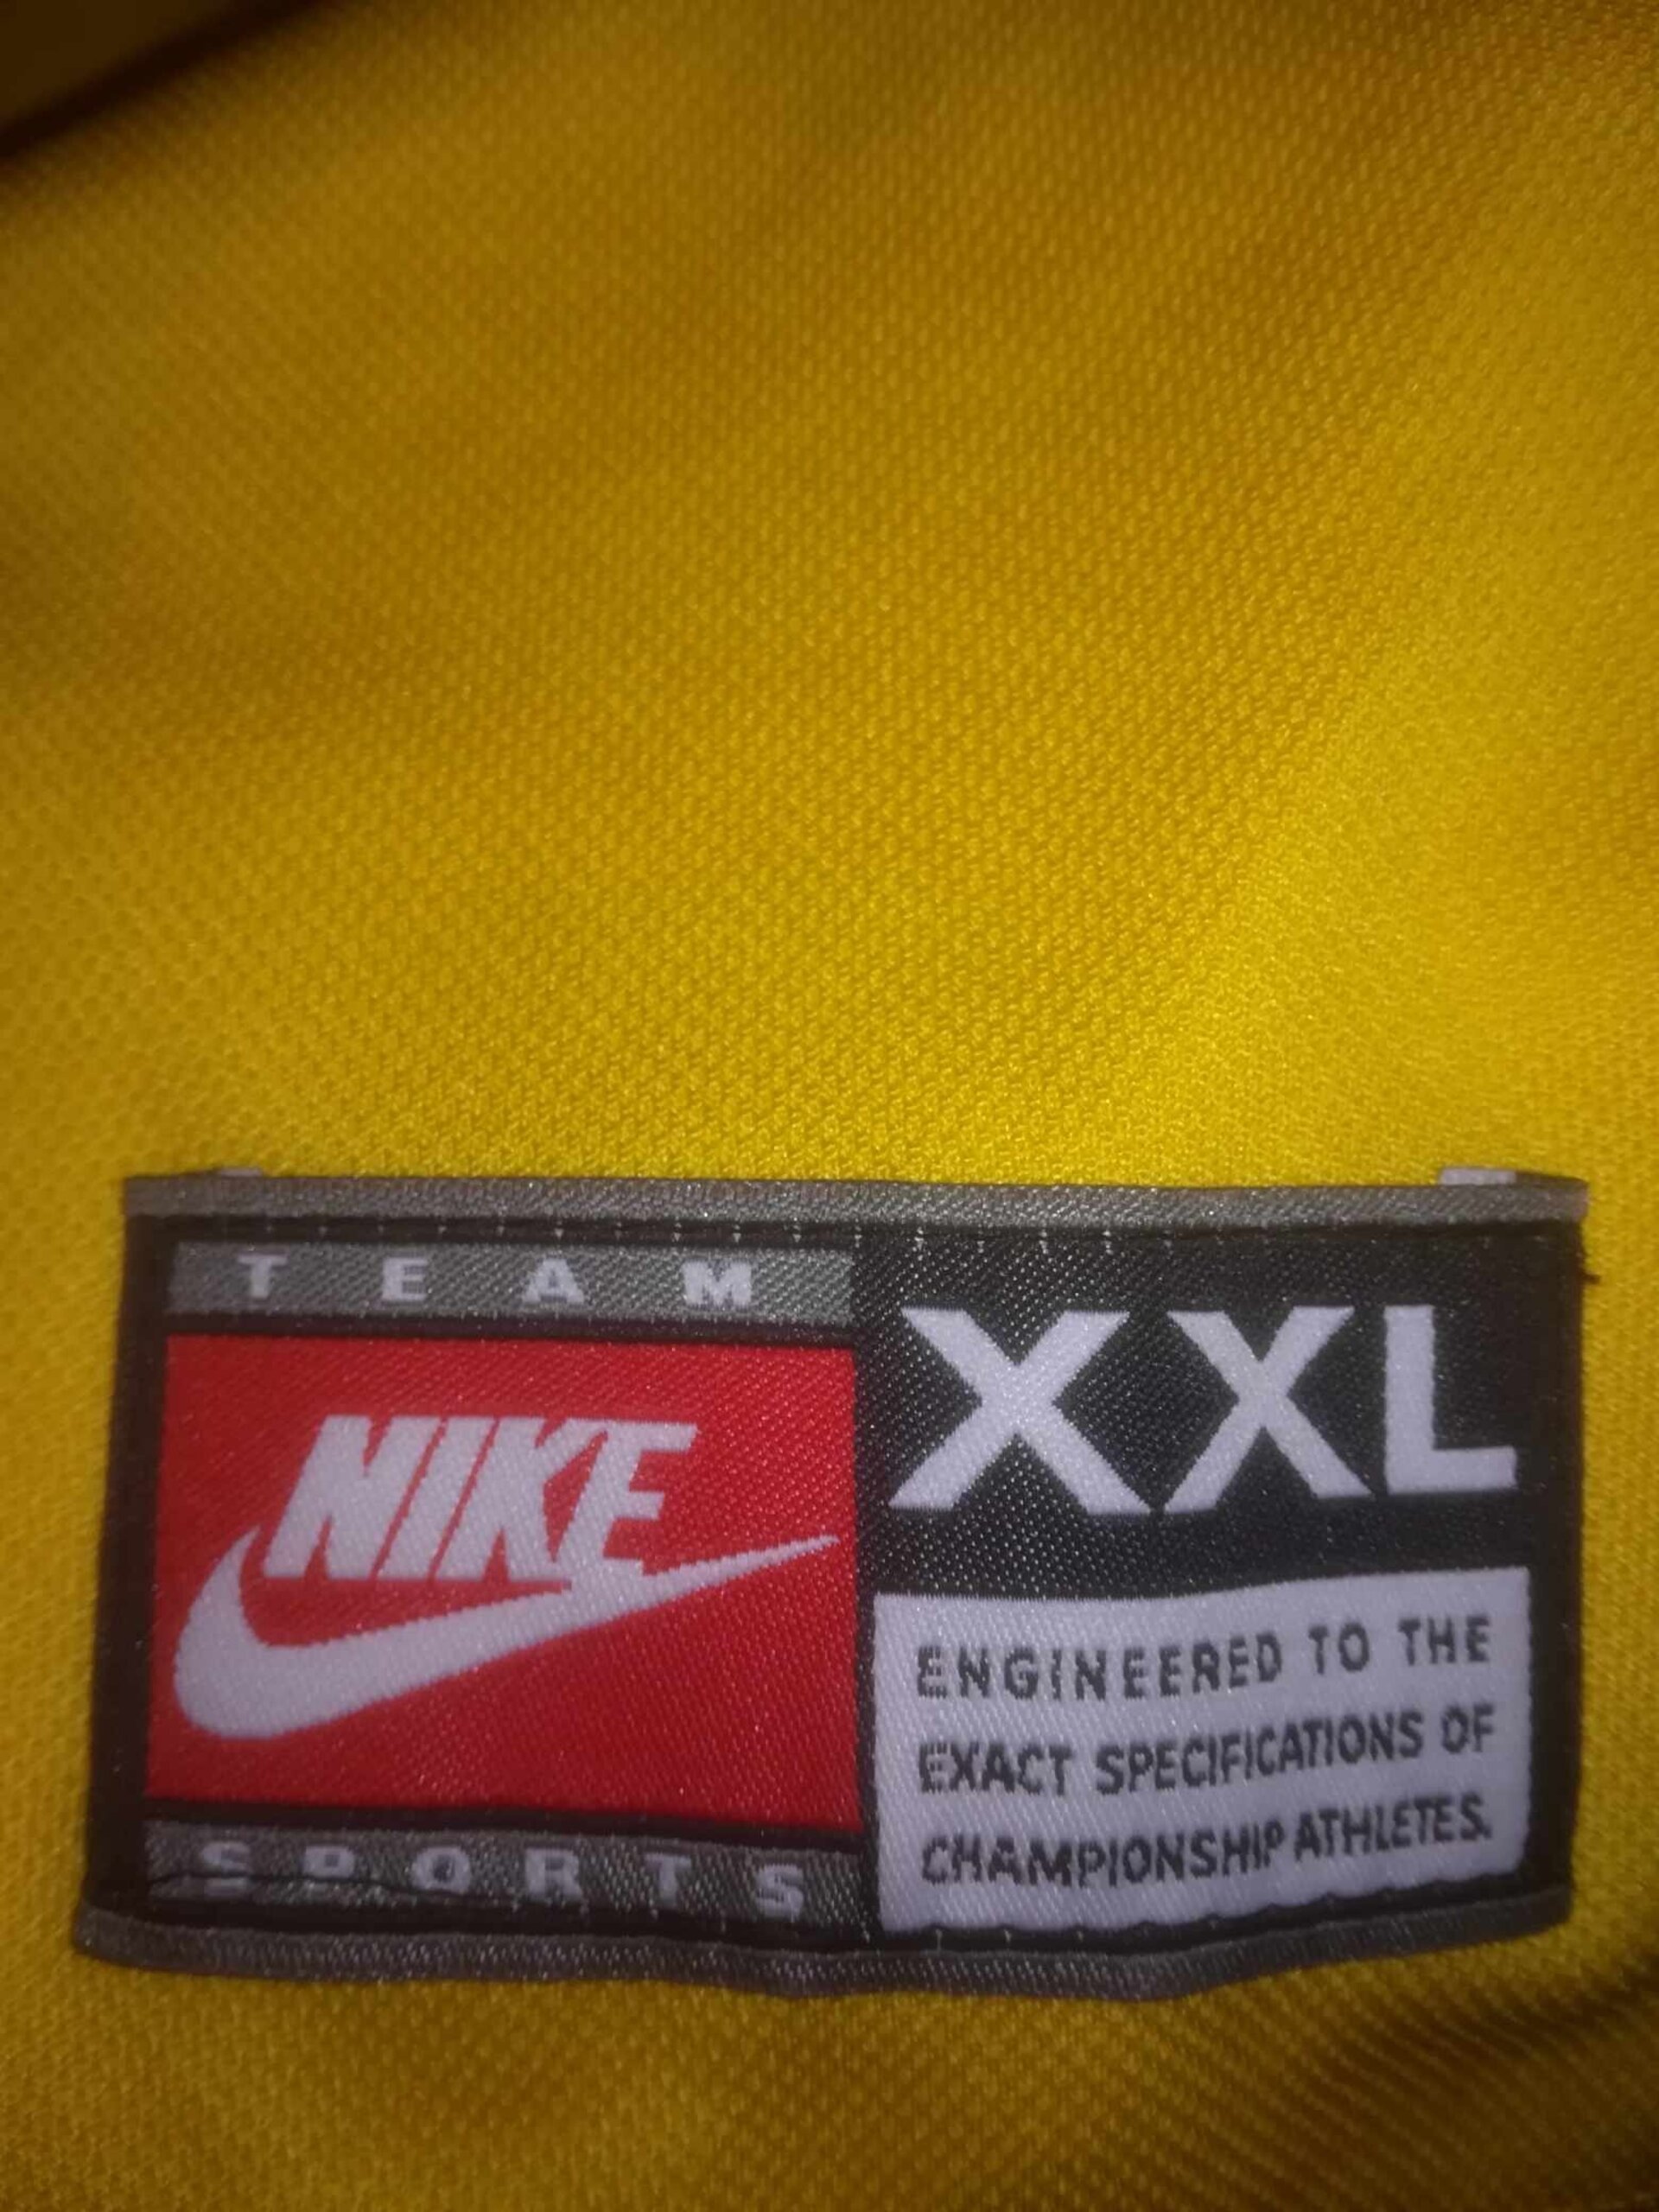 TEAM
NIKE
SPORTS
XXL
ENGINEERED TO THE
EXACT SPECIFICATIONS OF
CHAMPIONSHIP ATHLETES.